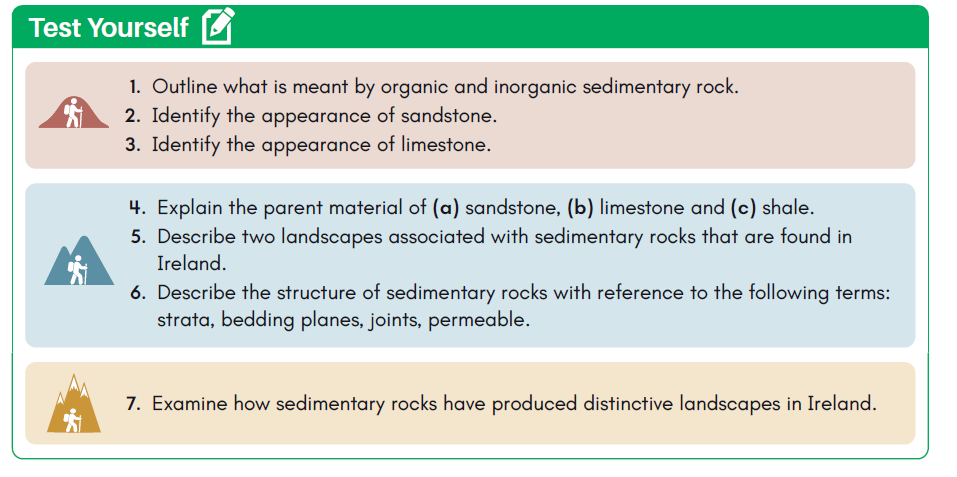 Test Yourself
1. Outline what is meant by organic and inorganic sedimentary rock.
2. Identify the appearance of sandstone.
3. Identify the appearance of limestone.
4. Explain the parent material of (a) sandstone, (b) limestone and (c) shale.
5. Describe two landscapes associated with sedimentary rocks that are found in
Ireland.
6. Describe the structure of sedimentary rocks with reference to the following terms:
strata, bedding planes, joints, permeable.
7. Examine how sedimentary rocks have produced distinctive landscapes in Ireland.